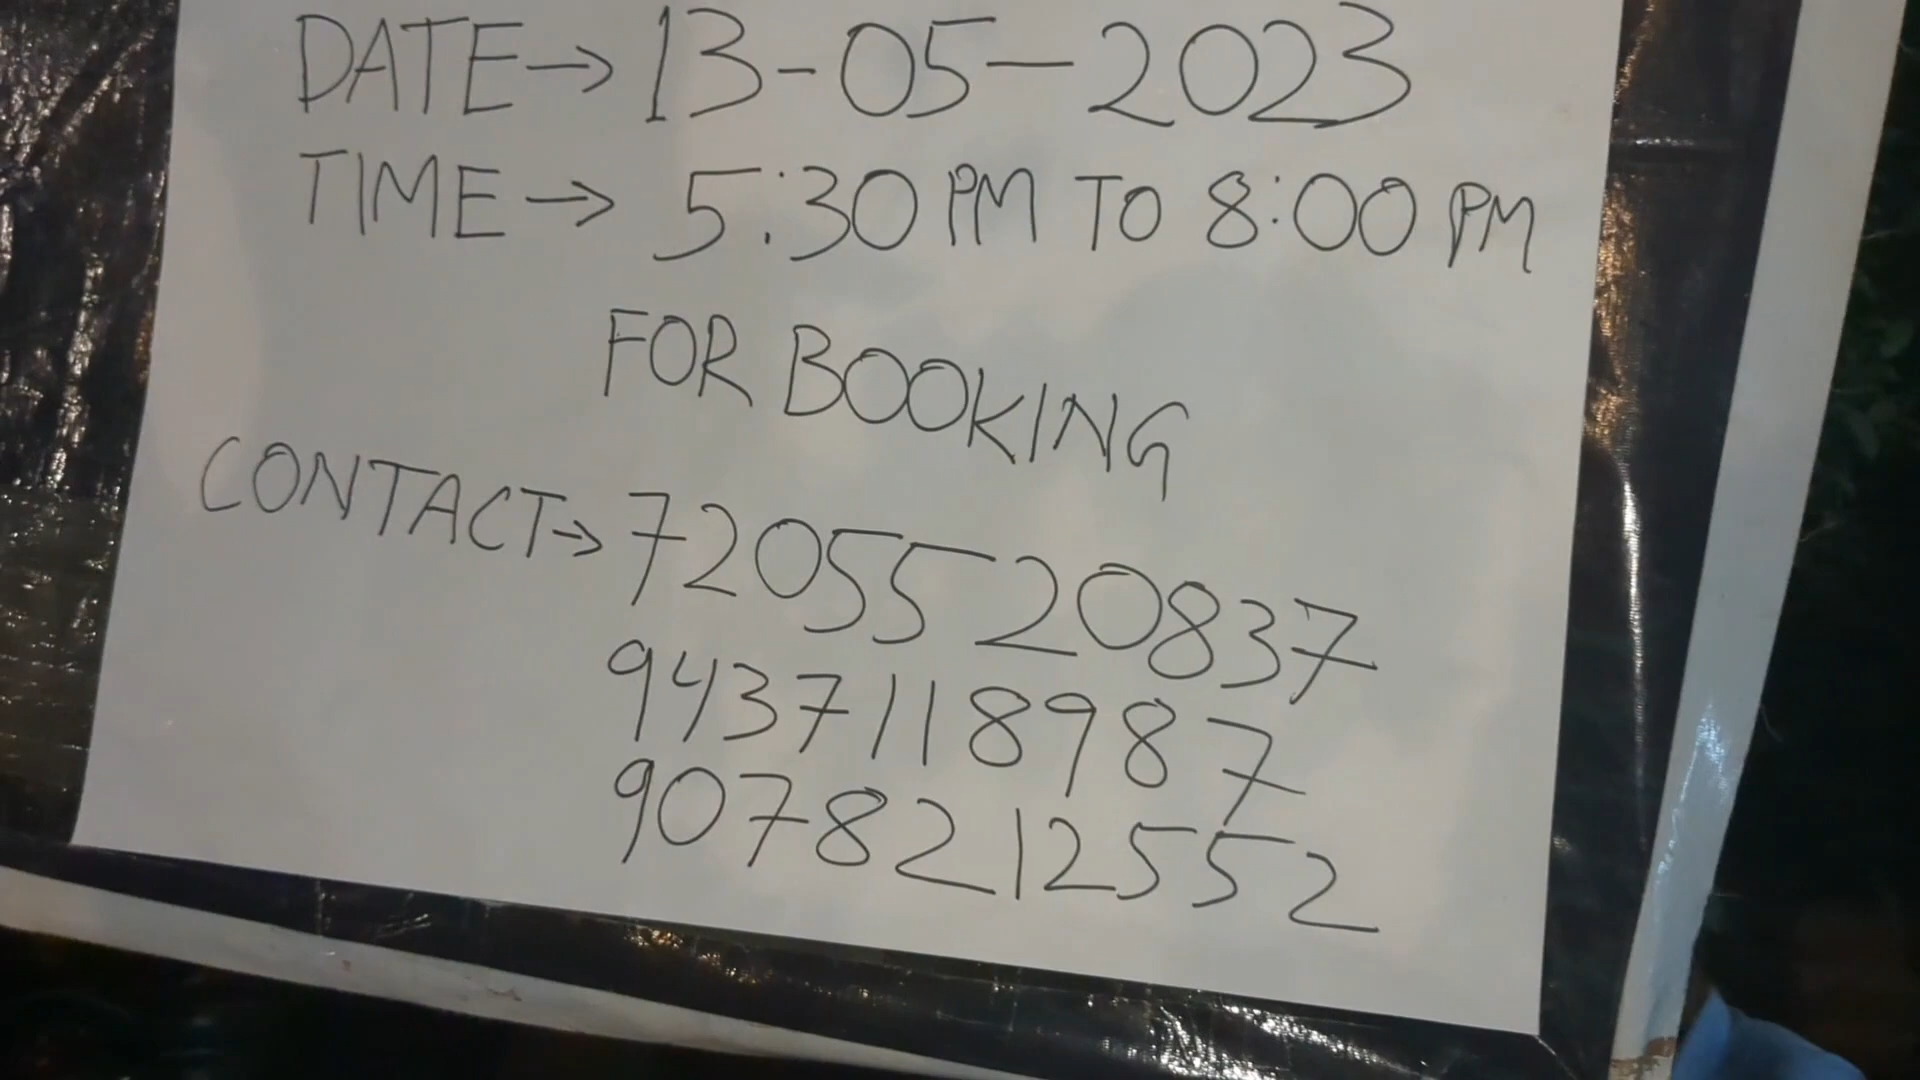 DATE→ 13-05-2023
TIME→ 5:30 PM TO 8:00 PM
FOR BOOKING
CONTACT→ 7205520837
9437118987
9078212552